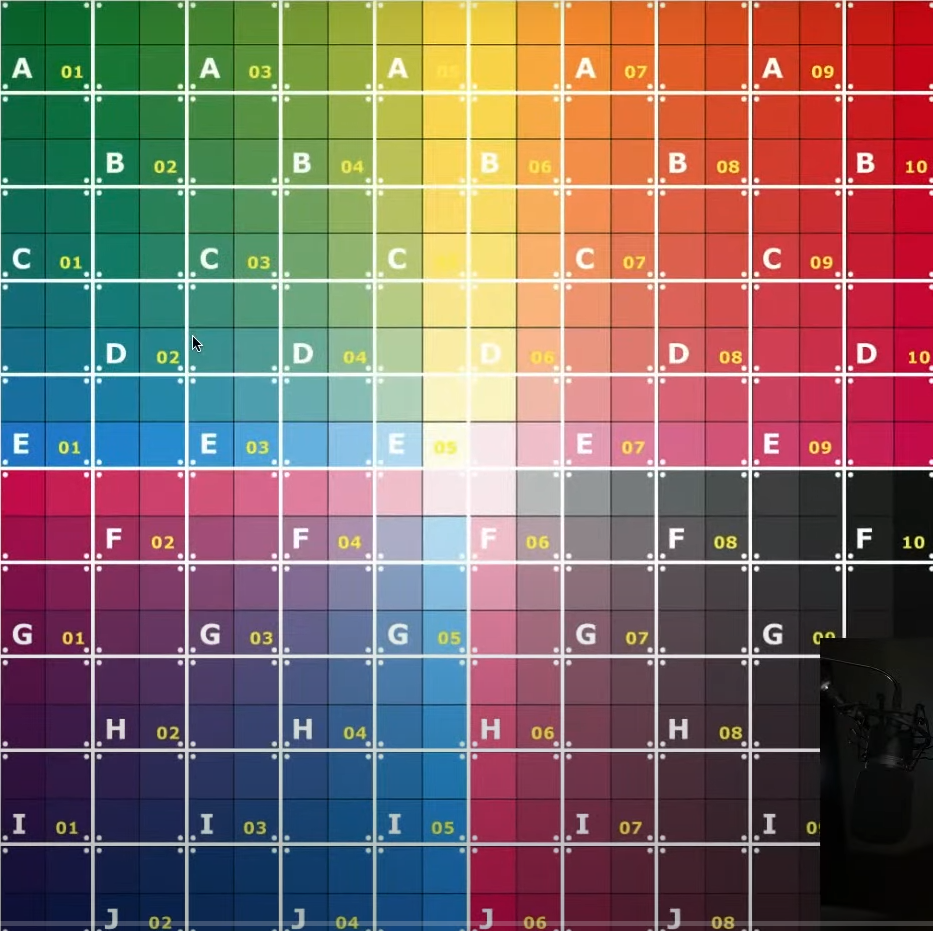 A 01 A 03 A 05 A 07 A 09
B 02 B 04 B 06 B 08 B 10
C 01 C 03 C 05 C 07 C 09
D 02 D 04 D 06 D 08 D 10
E 01 E 03 E 05 E 07 E 09
F 02 F 04 F 06 F 08 F 10
G 01 G 03 G 05 G 07 G 09
H 02 H 04 H 06 H 08
I 01 I 03 I 05 I 07 I
J 02 J 04 J 06 J 08